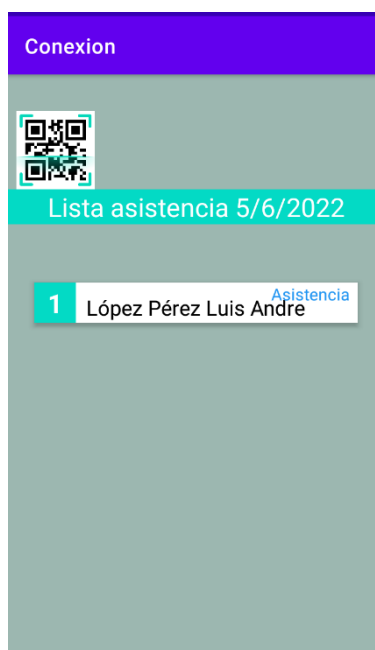 Conexion
Lista asistencia 5/6/2022
Asistencia
1 López Pérez Luis Andre